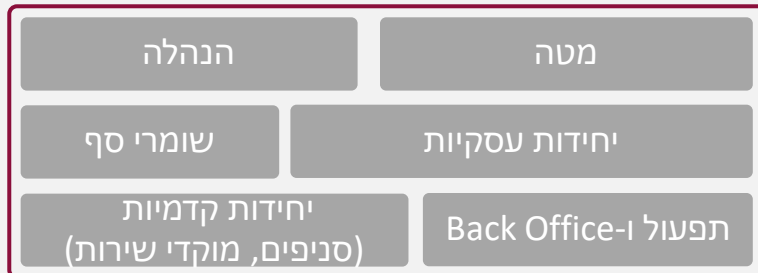 מטה
הנהלה
יחידות עסקיות
שומרי סף
תפעול ו-Back Office
יחידות קדמיות
(סניפים, מוקדי שירות)